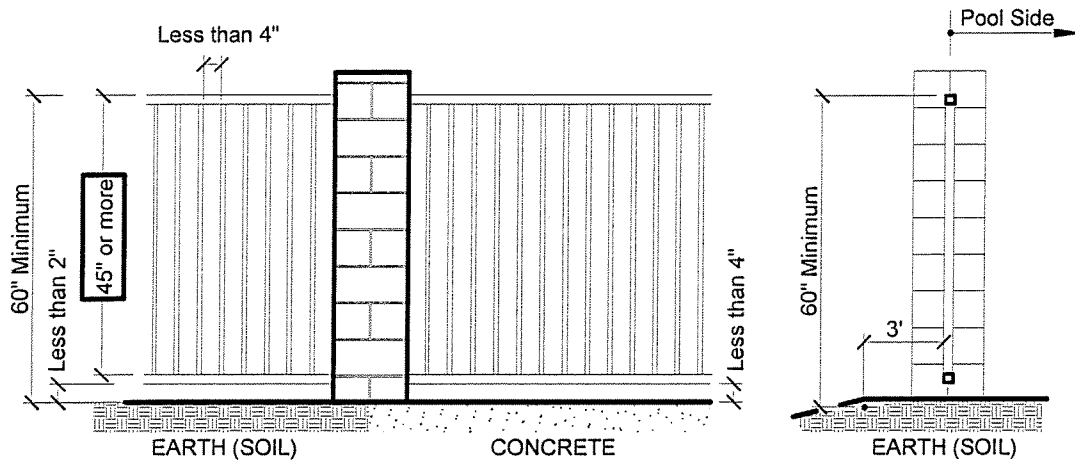 Pool Side
Less than 4"
60" Minimum
45" or more
Less than 2"
Less than 4"
60" Minimum
3'
EARTH (SOIL)
CONCRETE
EARTH (SOIL)